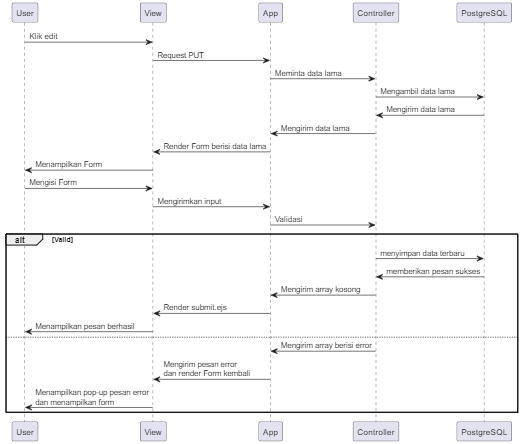 User View App Controller PostgreSQL
Klik edit
Request PUT
Meminta data lama
Mengambil data lama
Mengirim data lama
Mengirim data lama
Render Form berisi data lama
Menampilkan Form
Mengisi Form
Mengirimkan input
Validasi
alt [Valid]
menyimpan data terbaru
memberikan pesan sukses
Mengirim array kosong
Render submit.ejs
Menampilkan pesan berhasil
Mengirim array berisi error
Mengirim pesan error
dan render Form kembali
Menampilkan pop-up pesan error
dan menampilkan form
User View App Controller PostgreSQL